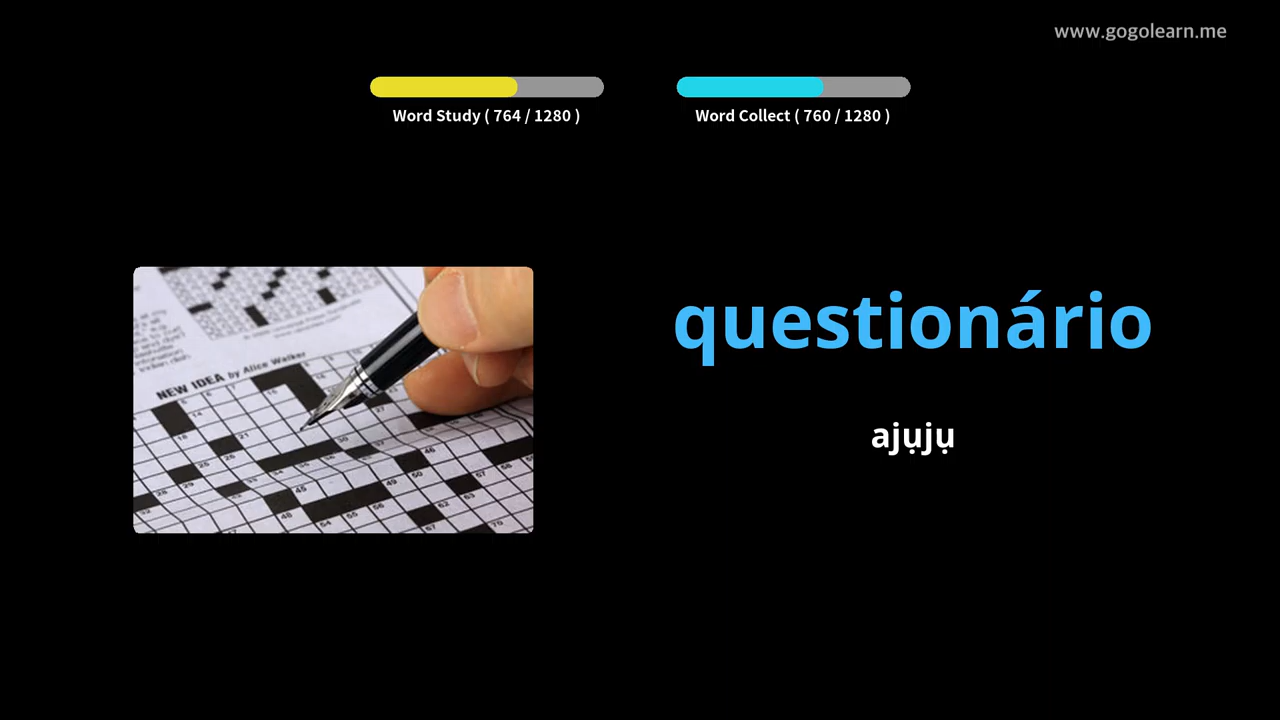 www.gogolearn.me
Word Study ( 764 / 1280 )
Word Collect ( 760 / 1280 )
questionário
ajụjụ
NEW IDEA by Alice Walker